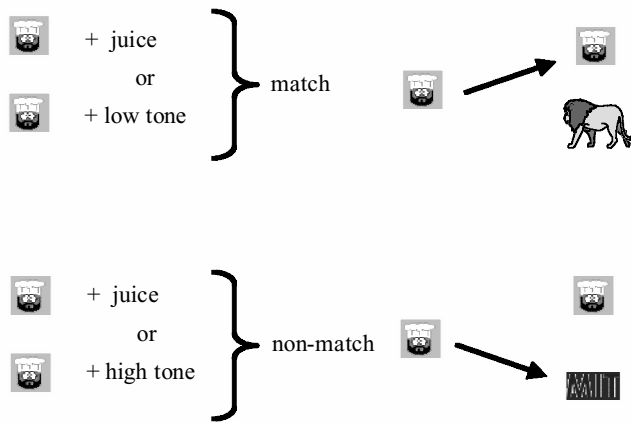 + juice
or
match
+ low tone
+ juice
or
non-match
+ high tone